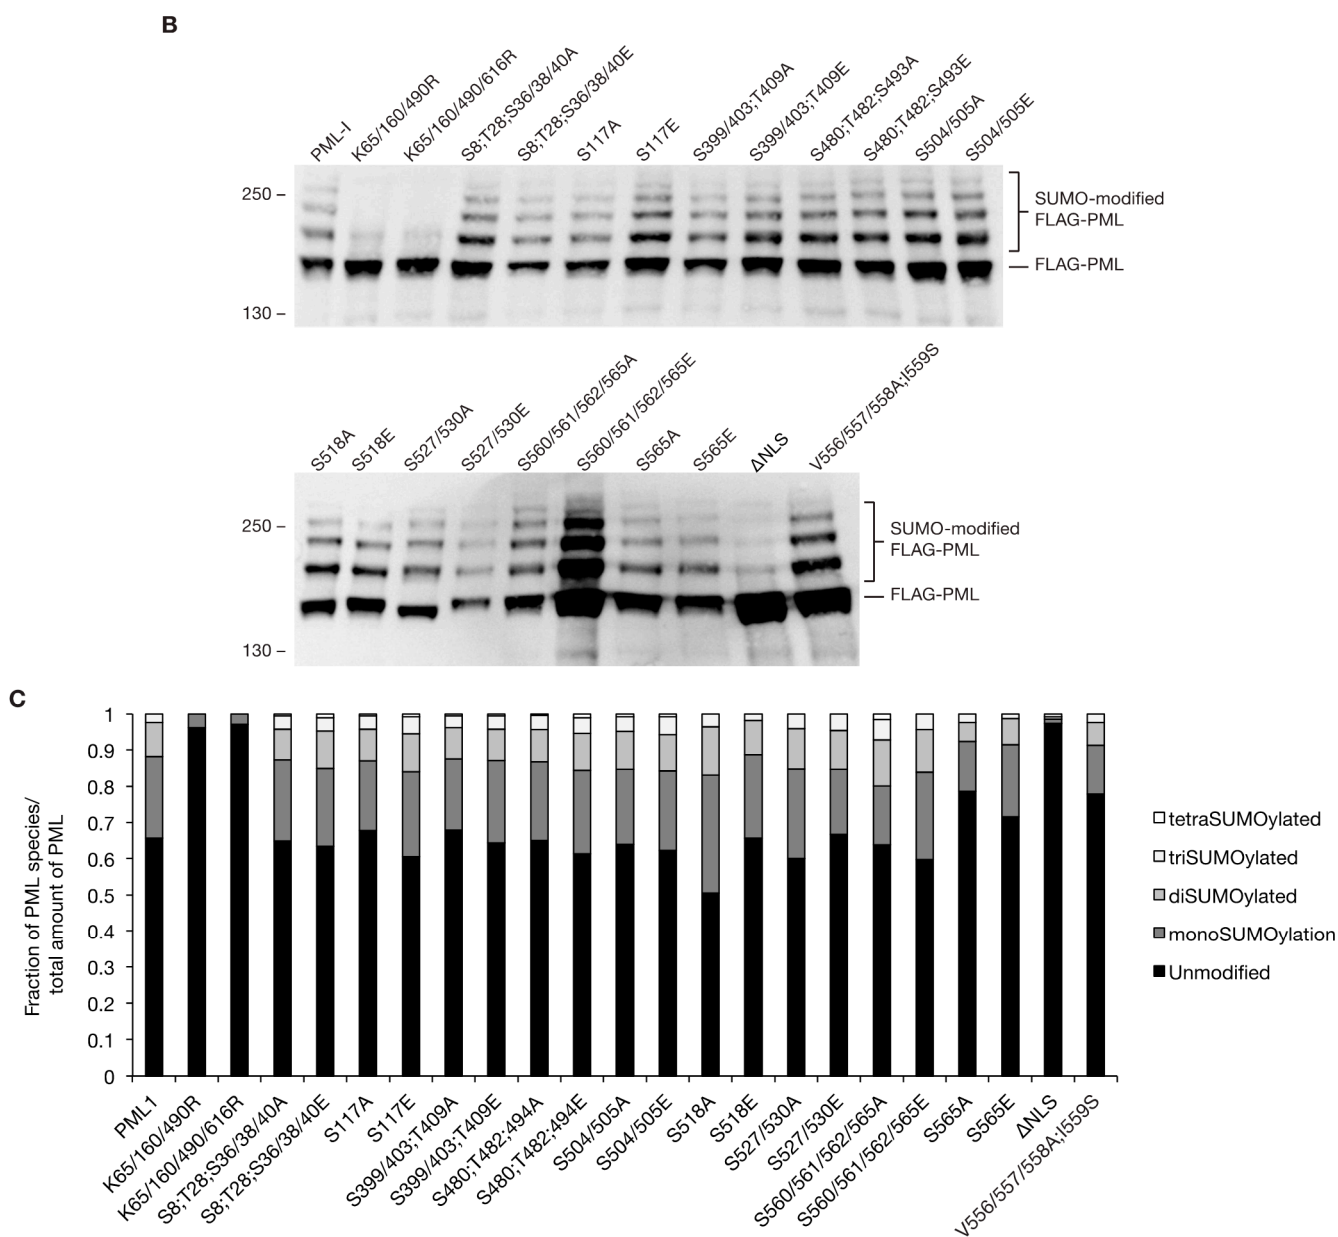 B
PML-I
K65/160/490R
K65/160/490/616R
S8;T28;S36/38/40A
S8;T28;S36/38/40E
S117A
S117E
S399/403;T409A
S399/403;T409E
S480;T482;S493A
S480;T482;S493E
S504/505A
S504/505E
250 –
130 –
SUMO-modified
FLAG-PML
FLAG-PML
S518A
S518E
S527/530A
S527/530E
S560/561/562/565A
S560/561/562/565E
S565A
S565E
ΔNLS
V556/557/558A;I559S
250 –
130 –
SUMO-modified
FLAG-PML
FLAG-PML
C
Fraction of PML species/
total amount of PML
1
0.9
0.8
0.7
0.6
0.5
0.4
0.3
0.2
0.1
0
PML1
K65/160/490R
K65/160/490/616R
S8;T28;S36/38/40A
S8;T28;S36/38/40E
S117A
S117E
S399/403;T409A
S399/403;T409E
S480;T482;494A
S480;T482;494E
S504/505A
S504/505E
S518A
S518E
S527/530A
S527/530E
S560/561/562/565A
S560/561/562/565E
S565A
S565E
ΔNLS
V556/557/558A;I559S
tetraSUMOylated
triSUMOylated
diSUMOylated
monoSUMOylation
Unmodified